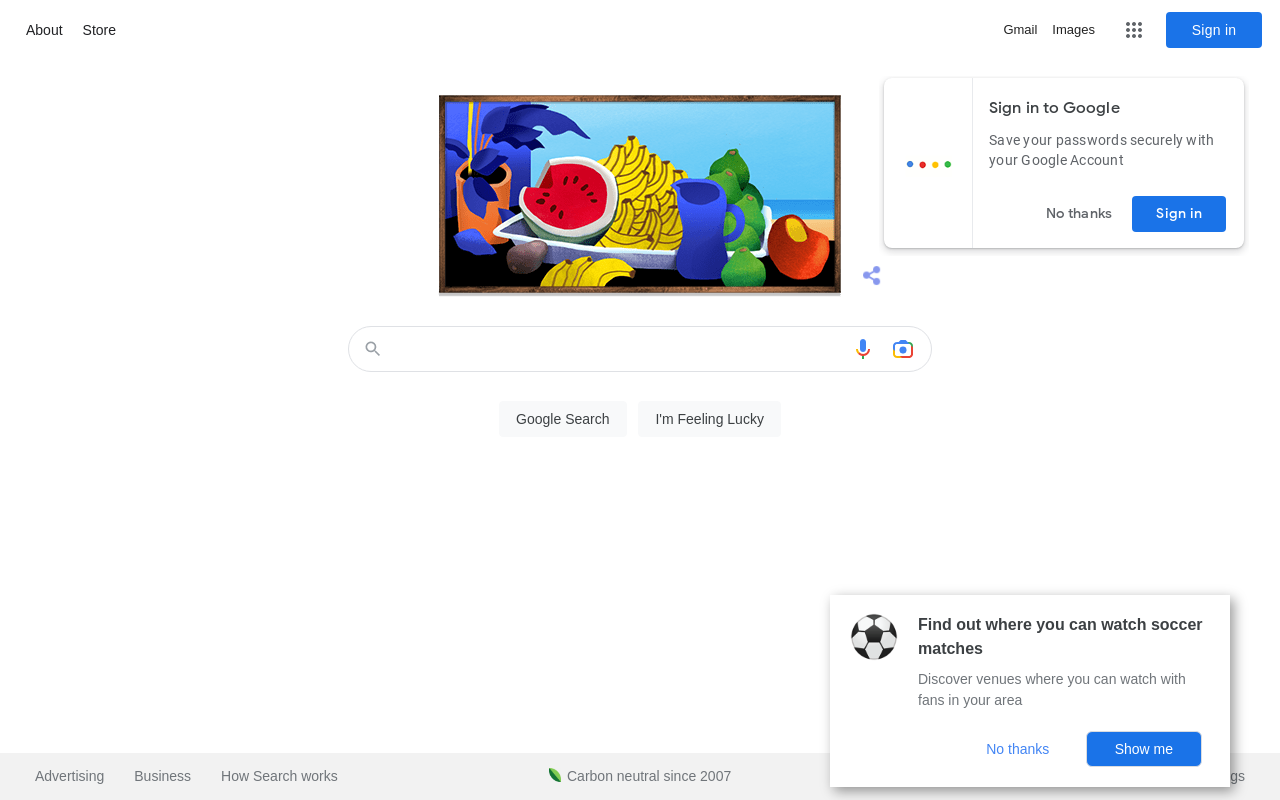 About Store
Gmail Images Sign in
Sign in to Google
Save your passwords securely with
your Google Account
No thanks Sign in
Google Search I'm Feeling Lucky
Find out where you can watch soccer
matches
Discover venues where you can watch with
fans in your area
No thanks Show me
Advertising Business How Search works Carbon neutral since 2007